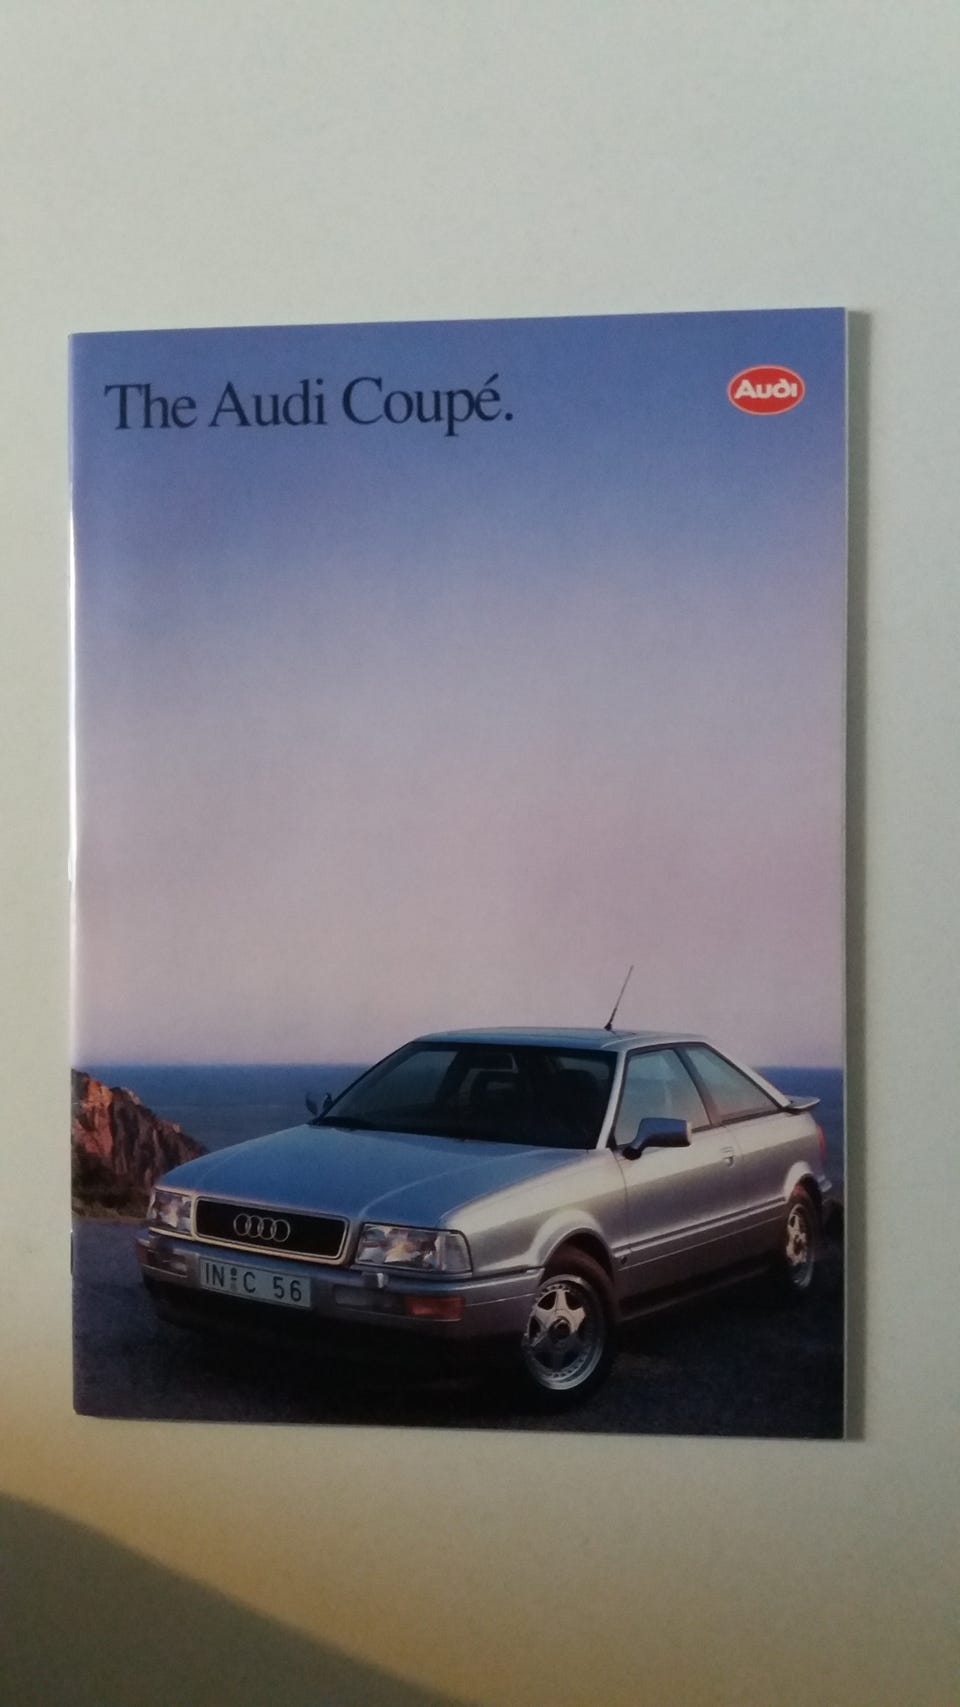 The Audi Coupé.
Audi
IN C 56